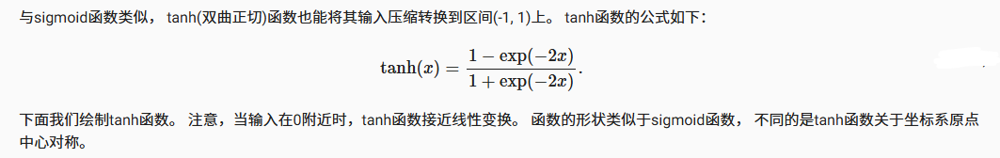 与sigmoid函数类似， tanh(双曲正切)函数也能将其输入压缩转换到区间(-1, 1)上。 tanh函数的公式如下：
tanh(x) = \frac{1 − exp(−2x)}{1 + exp(−2x)}.
下面我们绘制tanh函数。 注意，当输入在0附近时，tanh函数接近线性变换。 函数的形状类似于sigmoid函数， 不同的是tanh函数关于坐标系原点
中心对称。